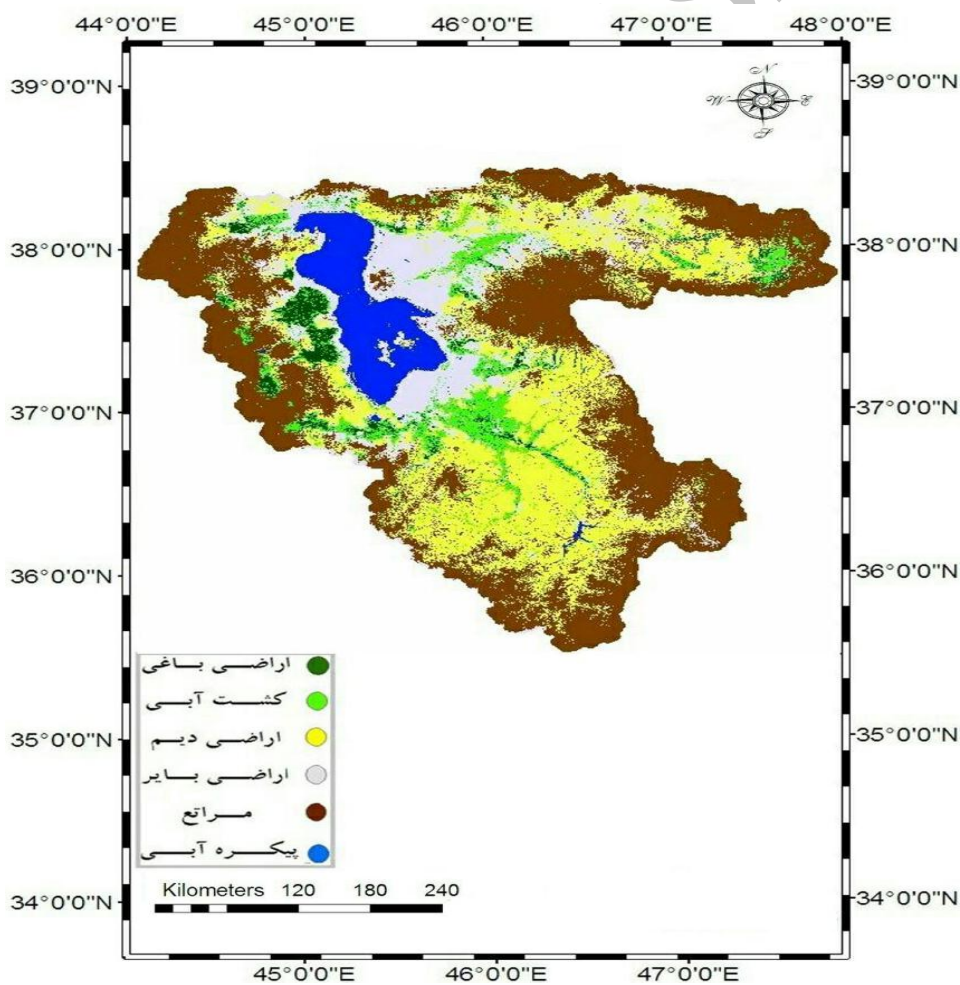 44°0'0"E 45°0'0"E 46°0'0"E 47°0'0"E 48°0'0"E
39°0'0"N 39°0'0"N
N
W E
S
38°0'0"N 38°0'0"N
37°0'0"N 37°0'0"N
36°0'0"N 36°0'0"N
اراضی باغی
کشت آبی
35°0'0"N اراضی دیم 35°0'0"N
اراضی بایر
مراتع
پیکره آبی
Kilometers 120 180 240
34°0'0"N 34°0'0"N
45°0'0"E 46°0'0"E 47°0'0"E